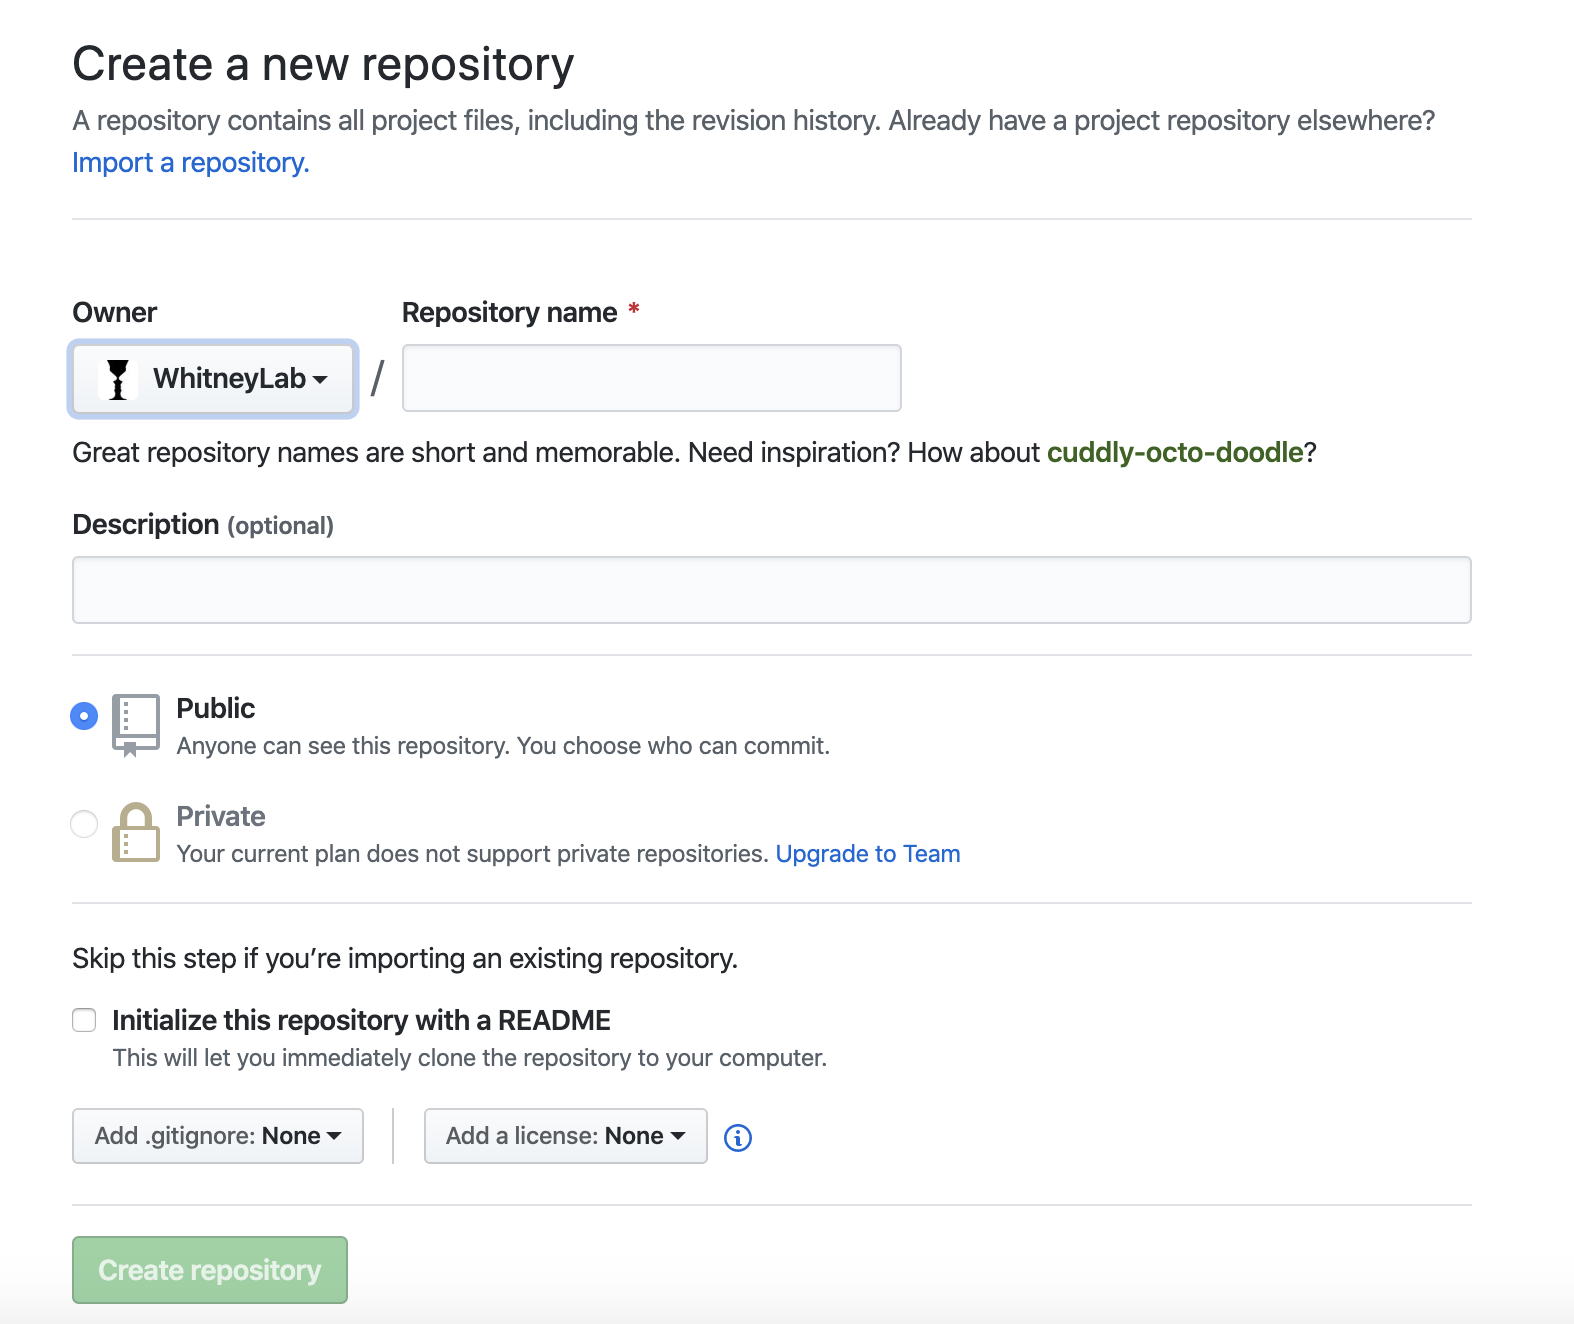 Create a new repository
A repository contains all project files, including the revision history. Already have a project repository elsewhere?
Import a repository.
Owner
Repository name *
WhitneyLab
/
Great repository names are short and memorable. Need inspiration? How about cuddly-octo-doodle?
Description (optional)
Public
Anyone can see this repository. You choose who can commit.
Private
Your current plan does not support private repositories. Upgrade to Team
Skip this step if you’re importing an existing repository.
Initialize this repository with a README
This will let you immediately clone the repository to your computer.
Add .gitignore: None
Add a license: None
Create repository